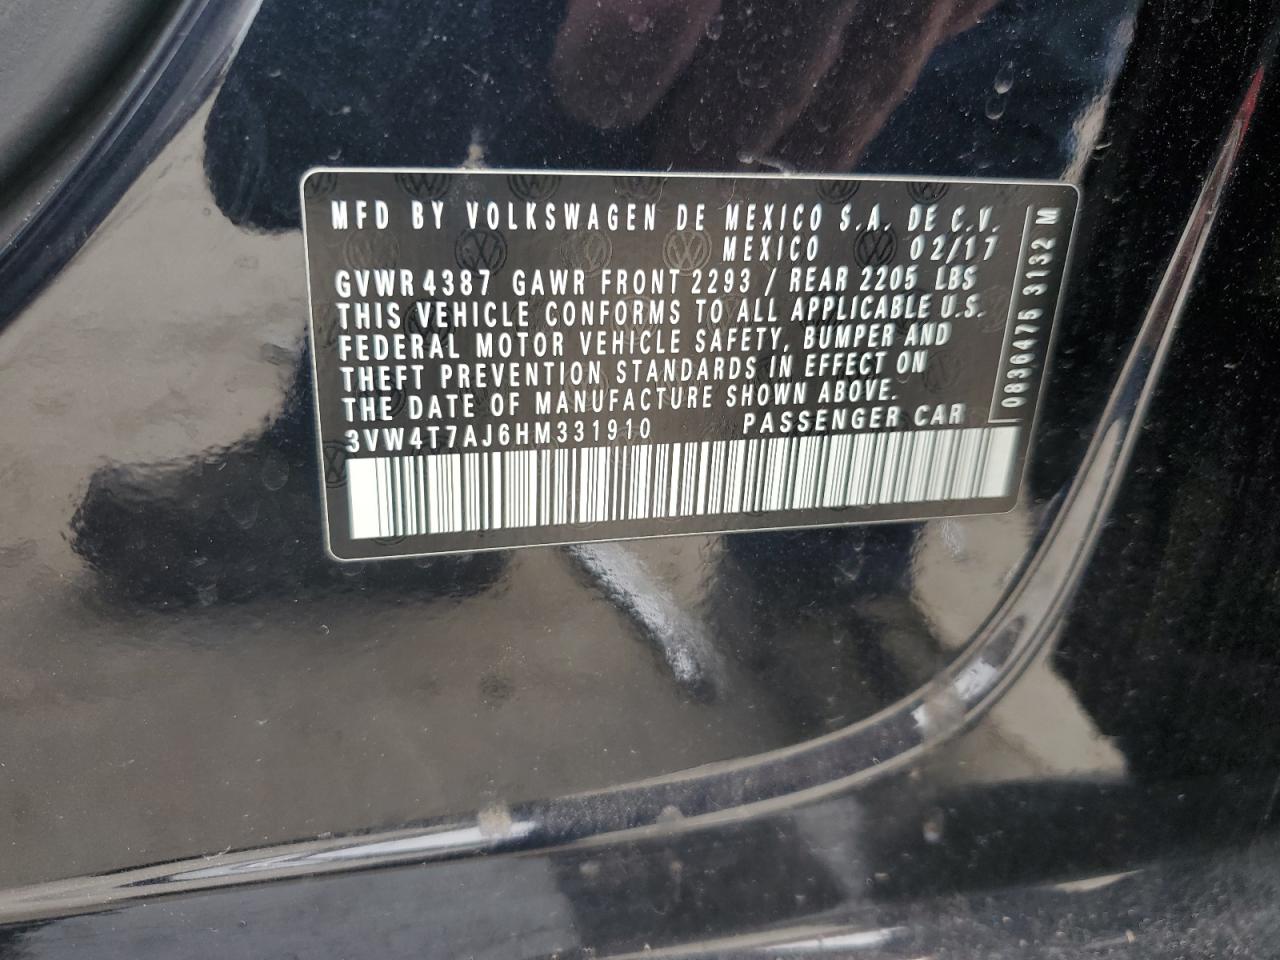 MFD BY VOLKSWAGEN DE MEXICO S.A. DE C.V.
MEXICO 02/17
GVWR 4387 GAWR FRONT 2293 / REAR 2205 LBS
THIS VEHICLE CONFORMS TO ALL APPLICABLE U.S.
FEDERAL MOTOR VEHICLE SAFETY, BUMPER AND
THEFT PREVENTION STANDARDS IN EFFECT ON
THE DATE OF MANUFACTURE SHOWN ABOVE.
3VW4T7AJ6HM331910 PASSENGER CAR
0836476 3132 M